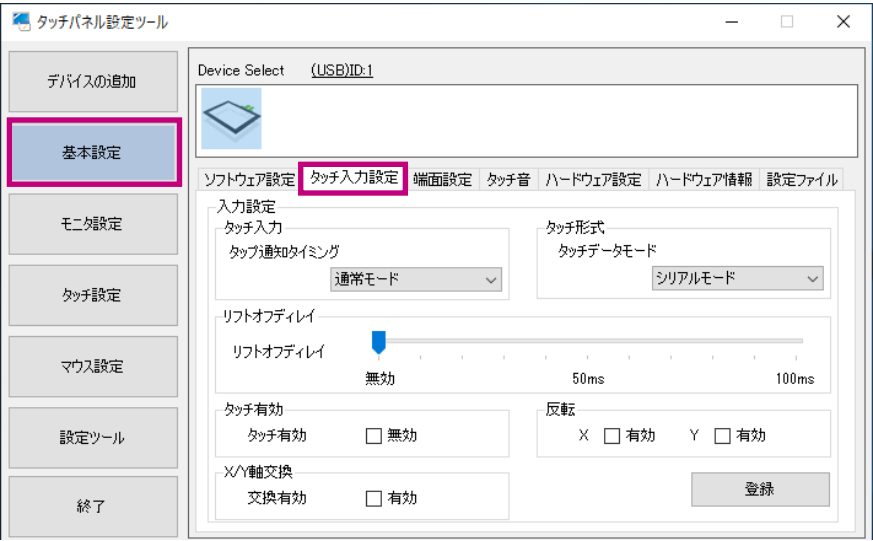 タッチパネル設定ツール
デバイスの追加
基本設定
モニタ設定
タッチ設定
マウス設定
設定ツール
終了
Device Select (USB)ID:1
ソフトウェア設定 タッチ入力設定 端面設定 タッチ音 ハードウェア設定 ハードウェア情報 設定ファイル
入力設定
タッチ入力
タップ通知タイミング
通常モード
タッチ形式
タッチデータモード
シリアルモード
リフトオフディレイ
リフトオフディレイ
無効 50ms 100ms
タッチ有効
タッチ有効 無効
反転
X 有効 Y 有効
X/Y軸交換
交換有効 有効
登録